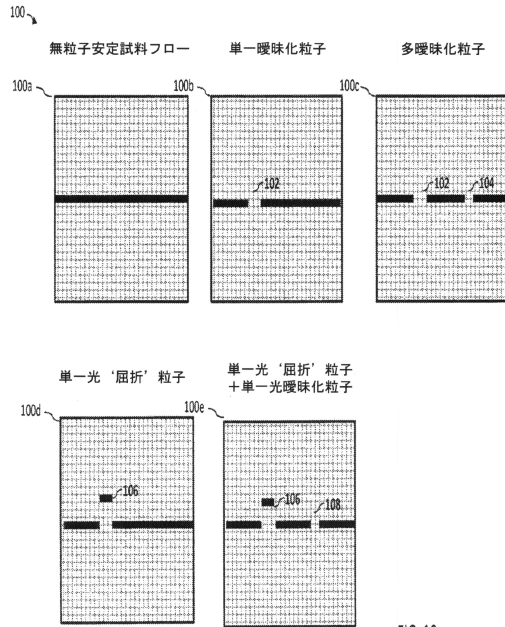 100
無粒子安定試料フロー
単一曖昧化粒子
多曖昧化粒子
100a
100b
100c
102
102
104
単一光‘屈折’粒子
単一光‘屈折’粒子
+単一光曖昧化粒子
100d
100e
106
106
108